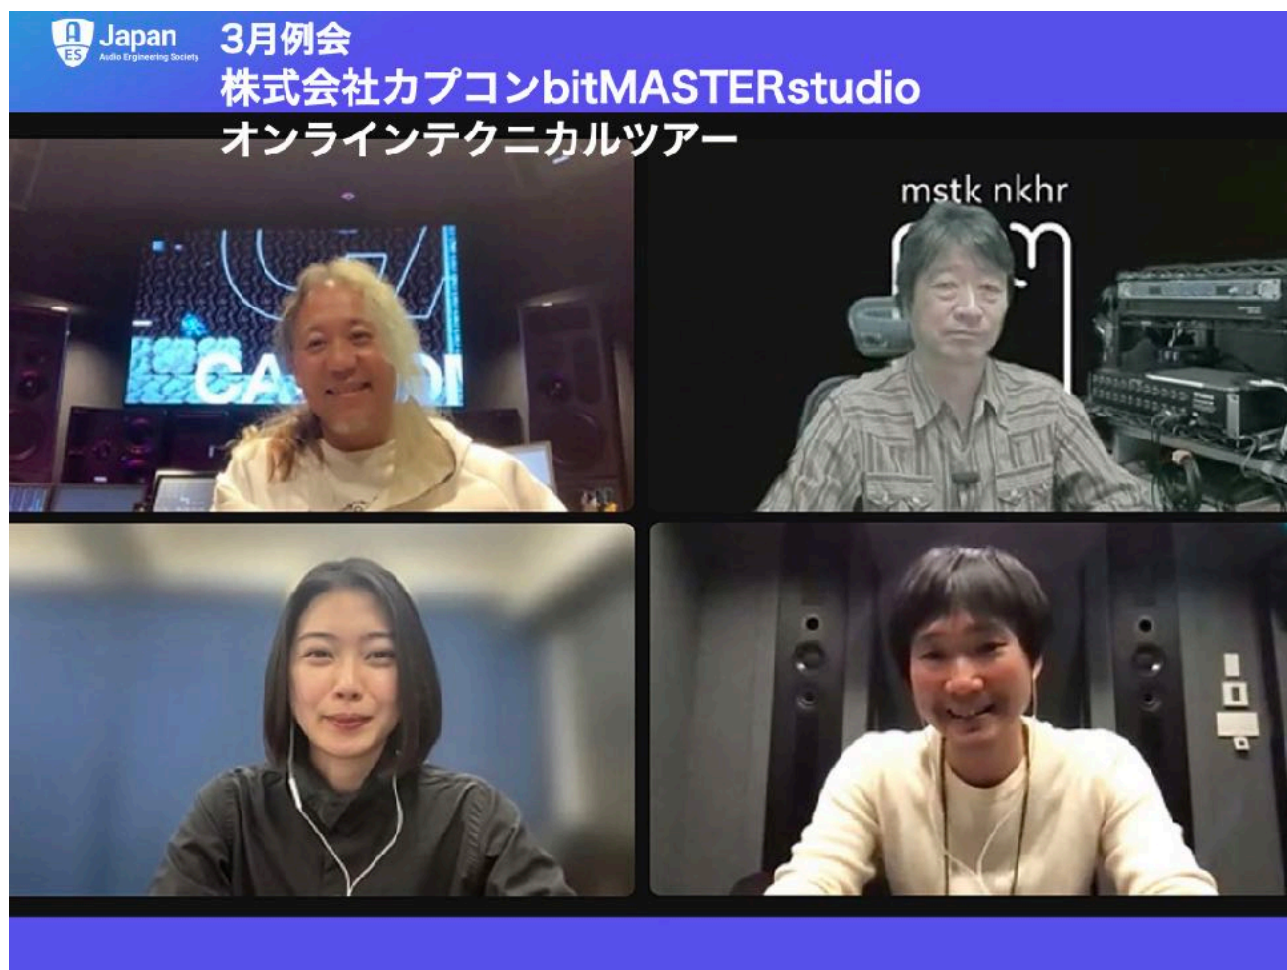 AES
Japan
Audio Engineering Society
3月例会
株式会社カプコンbitMASTERstudio
オンラインテクニカルツアー
mstk nkhr